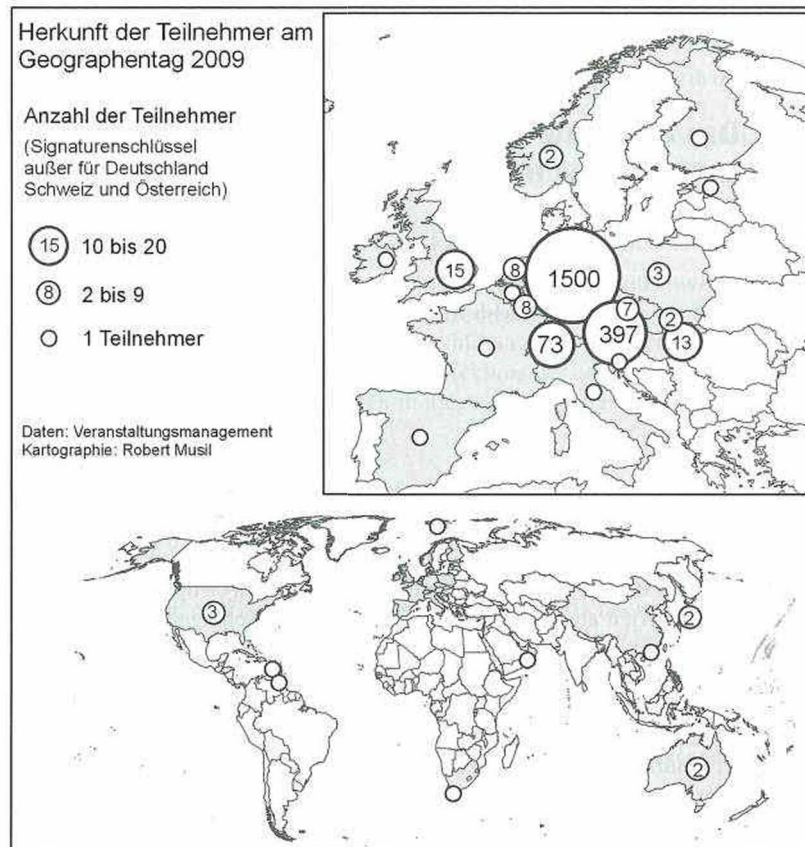 Herkunft der Teilnehmer am
Geographentag 2009
Anzahl der Teilnehmer
(Signaturenschlüssel
außer für Deutschland
Schweiz und Österreich)
15 10 bis 20
8 2 bis 9
1 Teilnehmer
Daten: Veranstaltungsmanagement
Kartographie: Robert Musil
2
15
8
1500
3
8
7
2
73
397
13
3
2
2